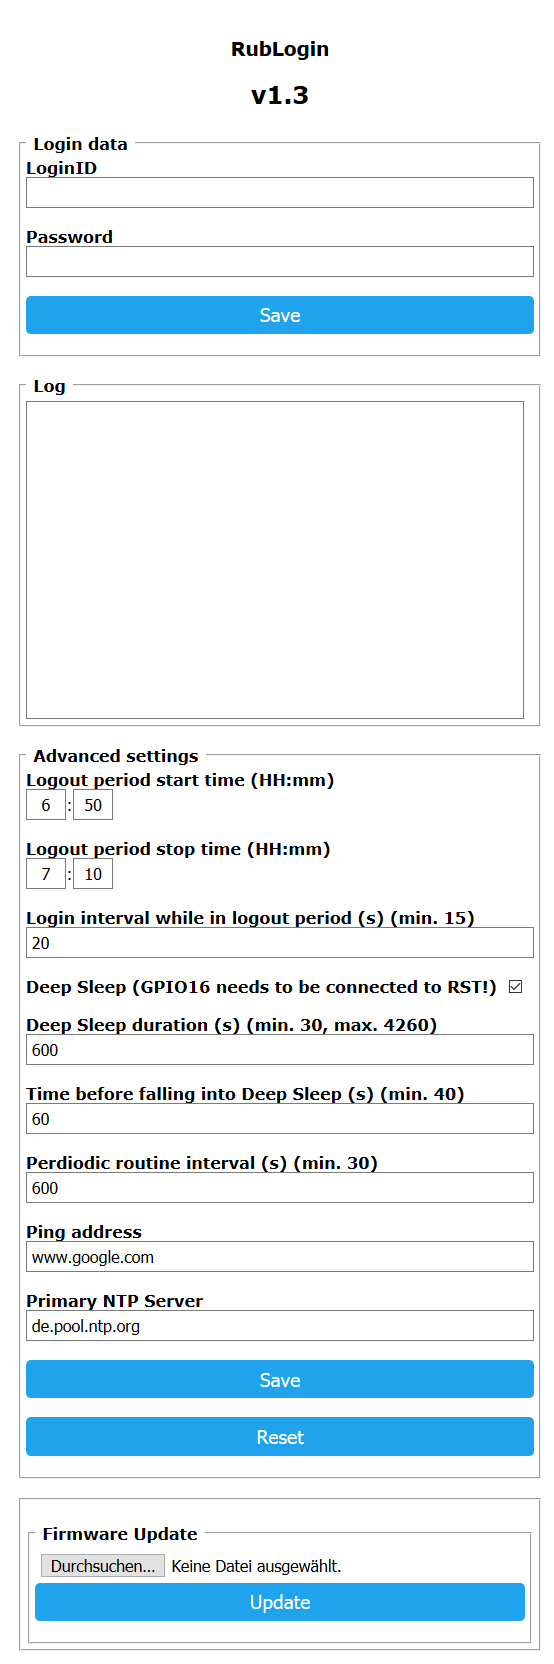 RubLogin
v1.3
Login data
LoginID
Password
Save
Log
Advanced settings
Logout period start time (HH:mm)
6 : 50
Logout period stop time (HH:mm)
7 : 10
Login interval while in logout period (s) (min. 15)
20
Deep Sleep (GPIO16 needs to be connected to RST!)
Deep Sleep duration (s) (min. 30, max. 4260)
600
Time before falling into Deep Sleep (s) (min. 40)
60
Perdiodic routine interval (s) (min. 30)
600
Ping address
www.google.com
Primary NTP Server
de.pool.ntp.org
Save
Reset
Firmware Update
Durchsuchen... Keine Datei ausgewählt.
Update